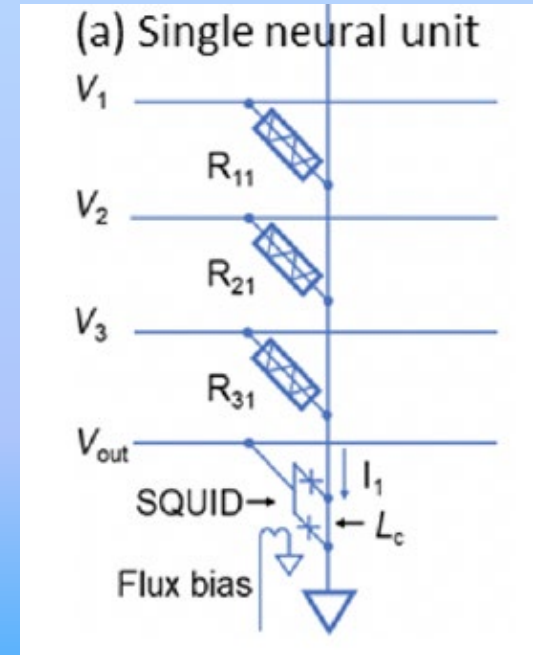 (a) Single neural unit
V1
R11
V2
R21
V3
R31
Vout
I1
SQUID
Lc
Flux bias